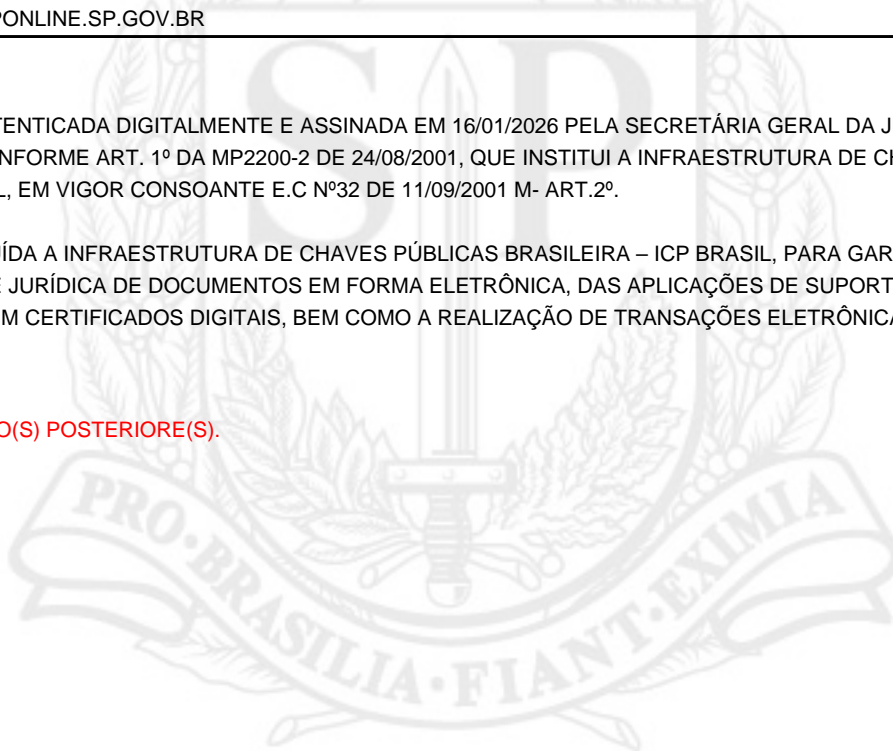 PONLINE.SP.GOV.BR
TENTICADA DIGITALMENTE E ASSINADA EM 16/01/2026 PELA SECRETÁRIA GERAL DA J
NFORME ART. 1º DA MP2200-2 DE 24/08/2001, QUE INSTITUI A INFRAESTRUTURA DE CH
L, EM VIGOR CONSOANTE E.C Nº32 DE 11/09/2001 M- ART.2º.
UÍDA A INFRAESTRUTURA DE CHAVES PÚBLICAS BRASILEIRA – ICP BRASIL, PARA GAR
E JURÍDICA DE DOCUMENTOS EM FORMA ELETRÔNICA, DAS APLICAÇÕES DE SUPORT
EM CERTIFICADOS DIGITAIS, BEM COMO A REALIZAÇÃO DE TRANSAÇÕES ELETRÔNICA
O(S) POSTERIORE(S).
SP
PRO·BRASILIA·FIANT·EXIMIA